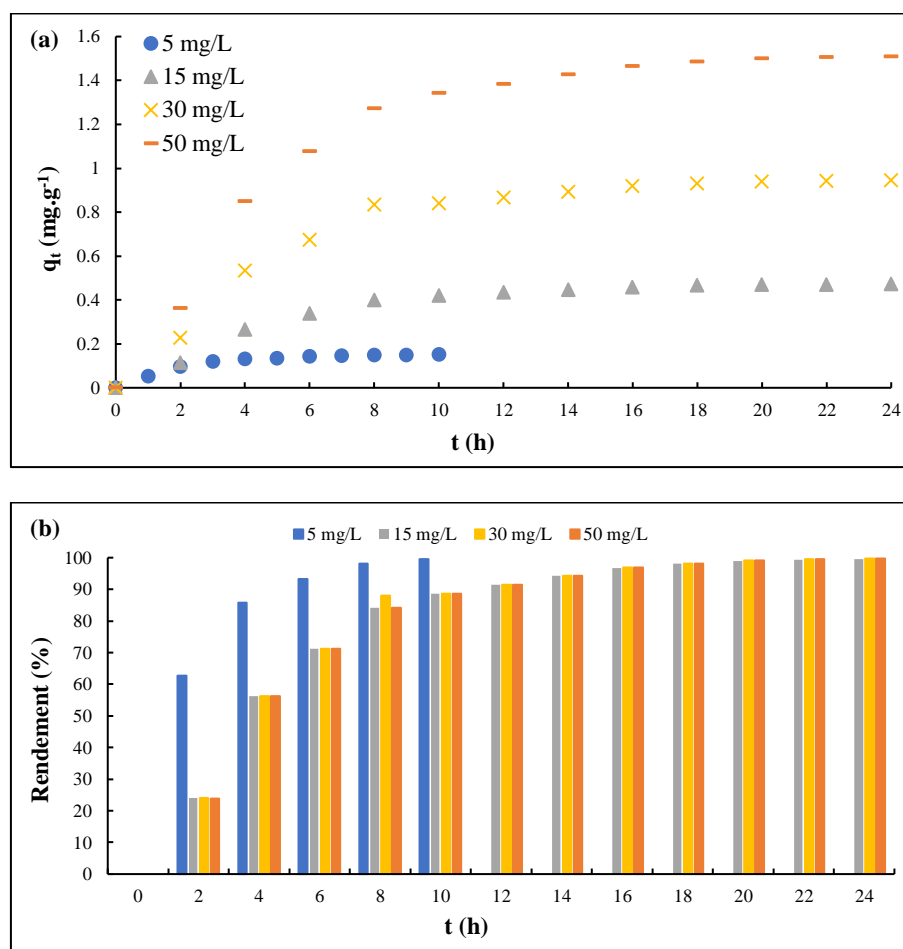 (a)
5 mg/L
15 mg/L
30 mg/L
50 mg/L
1.6
1.4
1.2
1
0.8
0.6
0.4
0.2
0
qt (mg.g-1)
0 2 4 6 8 10 12 14 16 18 20 22 24
t (h)
(b)
5 mg/L 15 mg/L 30 mg/L 50 mg/L
100
90
80
70
60
50
40
30
20
10
0
Rendement (%)
0 2 4 6 8 10 12 14 16 18 20 22 24
t (h)